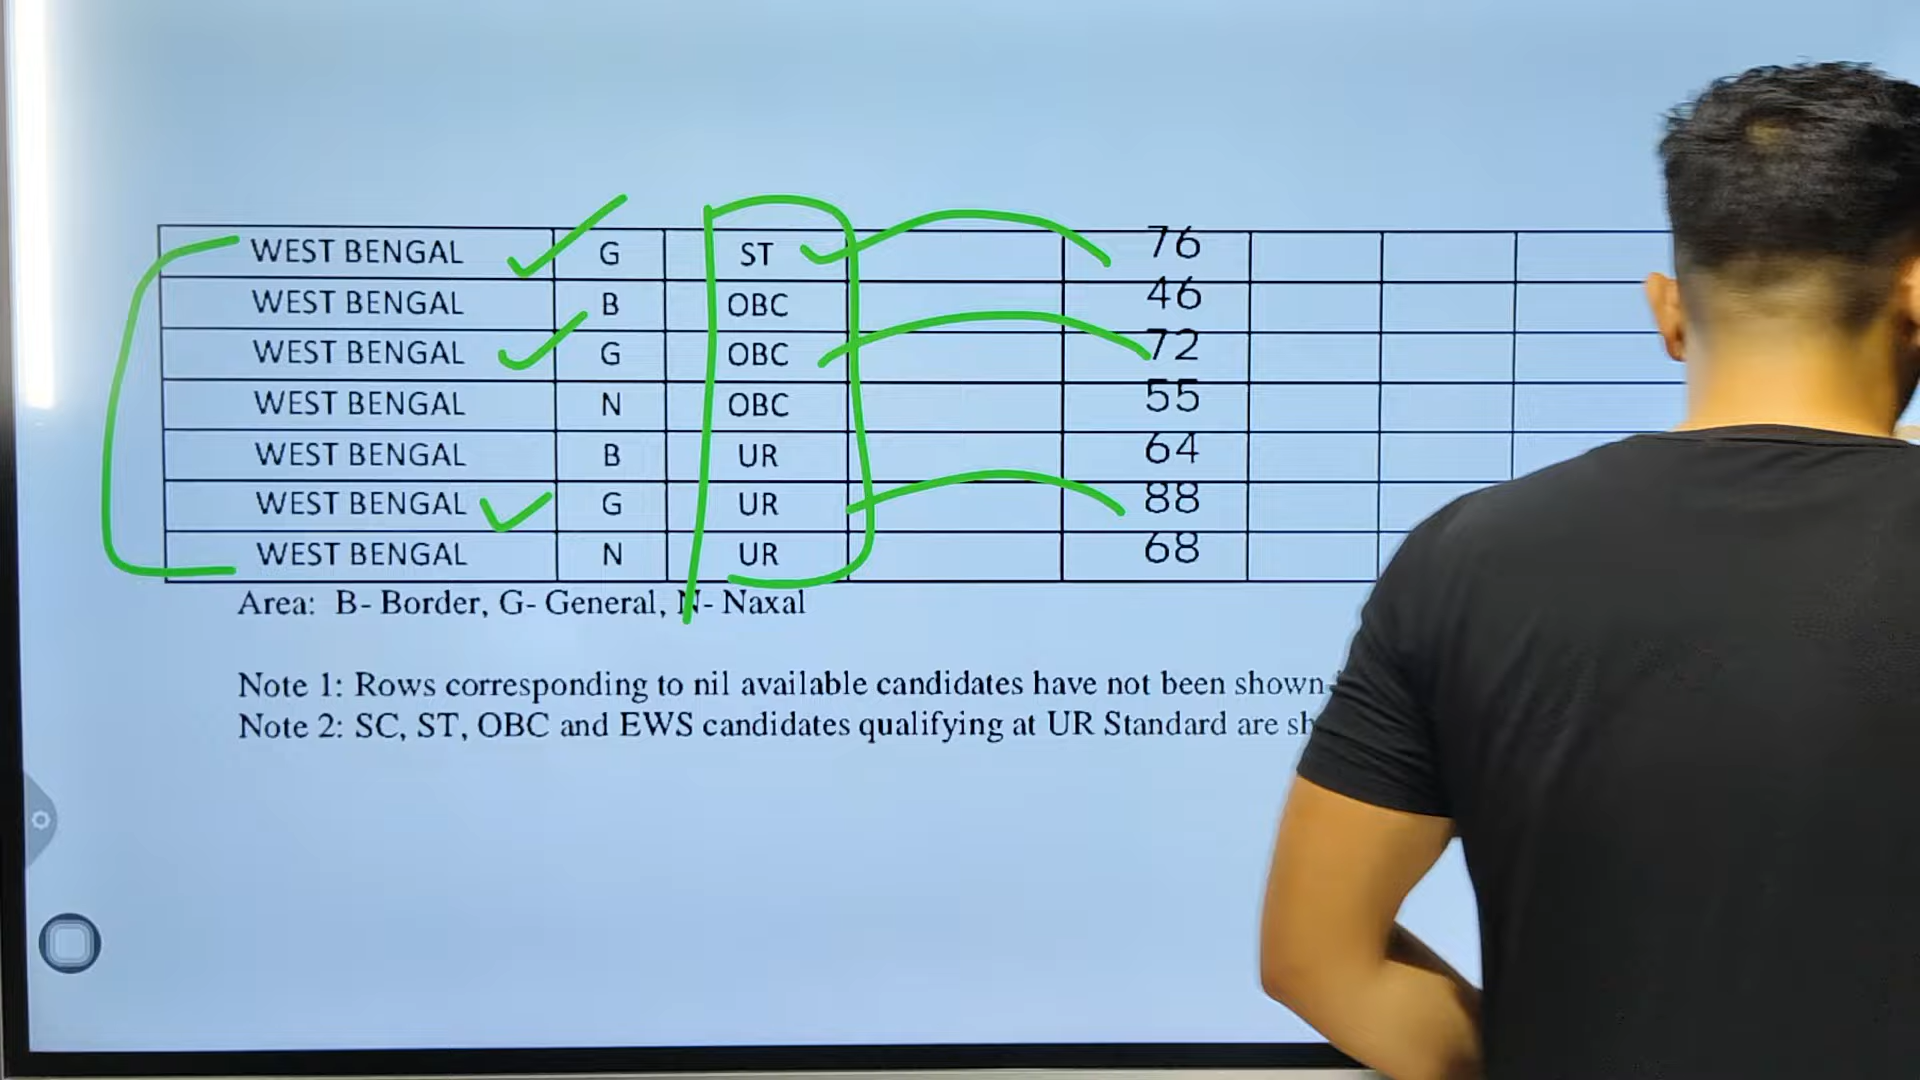 WEST BENGAL G ST 76
WEST BENGAL B OBC 46
WEST BENGAL G OBC 72
WEST BENGAL N OBC 55
WEST BENGAL B UR 64
WEST BENGAL G UR 88
WEST BENGAL N UR 68
Area: B- Border, G- General, N- Naxal
Note 1: Rows corresponding to nil available candidates have not been shown
Note 2: SC, ST, OBC and EWS candidates qualifying at UR Standard are